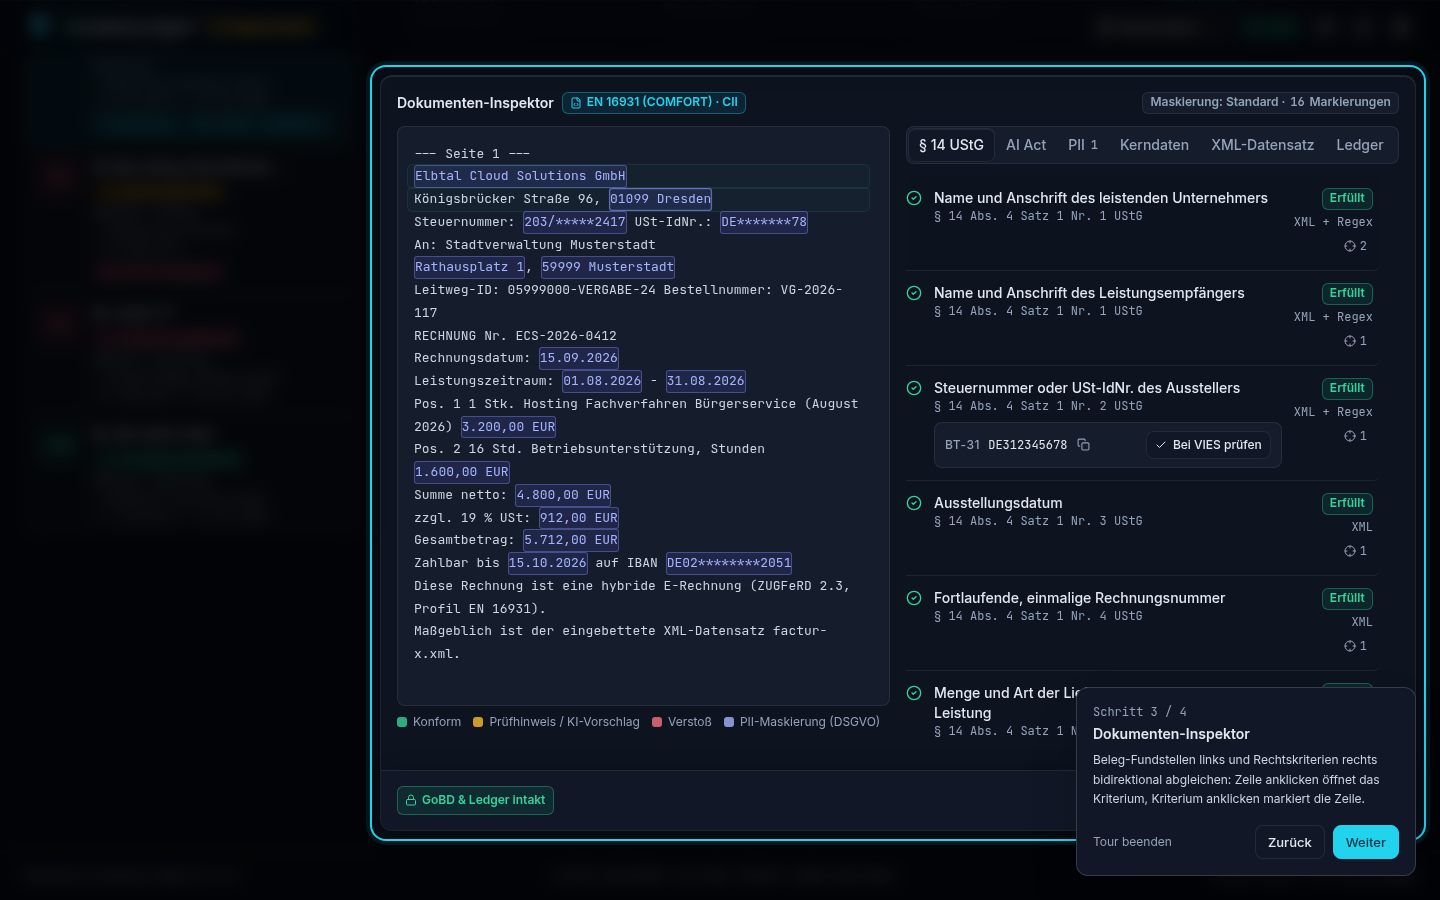 Dokumenten-Inspektor
EN 16931 (COMFORT) · CII
Maskierung: Standard · 16 Markierungen
--- Seite 1 ---
Elbtal Cloud Solutions GmbH
Königsbrücker Straße 96, 01099 Dresden
Steuernummer: 203/*****2417 USt-IdNr.: DE*******78
An: Stadtverwaltung Musterstadt
Rathausplatz 1, 59999 Musterstadt
Leitweg-ID: 05999000-VERGABE-24 Bestellnummer: VG-2026-
117
RECHNUNG Nr. ECS-2026-0412
Rechnungsdatum: 15.09.2026
Leistungszeitraum: 01.08.2026 - 31.08.2026
Pos. 1 1 Stk. Hosting Fachverfahren Bürgerservice (August
2026) 3.200,00 EUR
Pos. 2 16 Std. Betriebsunterstützung, Stunden
1.600,00 EUR
Summe netto: 4.800,00 EUR
zzgl. 19 % USt: 912,00 EUR
Gesamtbetrag: 5.712,00 EUR
Zahlbar bis 15.10.2026 auf IBAN DE02********2051
Diese Rechnung ist eine hybride E-Rechnung (ZUGFeRD 2.3,
Profil EN 16931).
Maßgeblich ist der eingebettete XML-Datensatz factur-
x.xml.
Konform
Prüfhinweis / KI-Vorschlag
Verstoß
PII-Maskierung (DSGVO)
§ 14 UStG
AI Act
PII 1
Kerndaten
XML-Datensatz
Ledger
Name und Anschrift des leistenden Unternehmers
Erfüllt
§ 14 Abs. 4 Satz 1 Nr. 1 UStG
XML + Regex
2
Name und Anschrift des Leistungsempfängers
Erfüllt
§ 14 Abs. 4 Satz 1 Nr. 1 UStG
XML + Regex
1
Steuernummer oder USt-IdNr. des Ausstellers
Erfüllt
§ 14 Abs. 4 Satz 1 Nr. 2 UStG
XML + Regex
1
BT-31 DE312345678
Bei VIES prüfen
Ausstellungsdatum
Erfüllt
§ 14 Abs. 4 Satz 1 Nr. 3 UStG
XML
1
Fortlaufende, einmalige Rechnungsnummer
Erfüllt
§ 14 Abs. 4 Satz 1 Nr. 4 UStG
XML
1
Menge und Art der
Leistung
§ 14 Abs. 4 Satz 1
GoBD & Ledger intakt
Schritt 3 / 4
Dokumenten-Inspektor
Beleg-Fundstellen links und Rechtskriterien rechts
bidirektional abgleichen: Zeile anklicken öffnet das
Kriterium, Kriterium anklicken markiert die Zeile.
Tour beenden
Zurück
Weiter